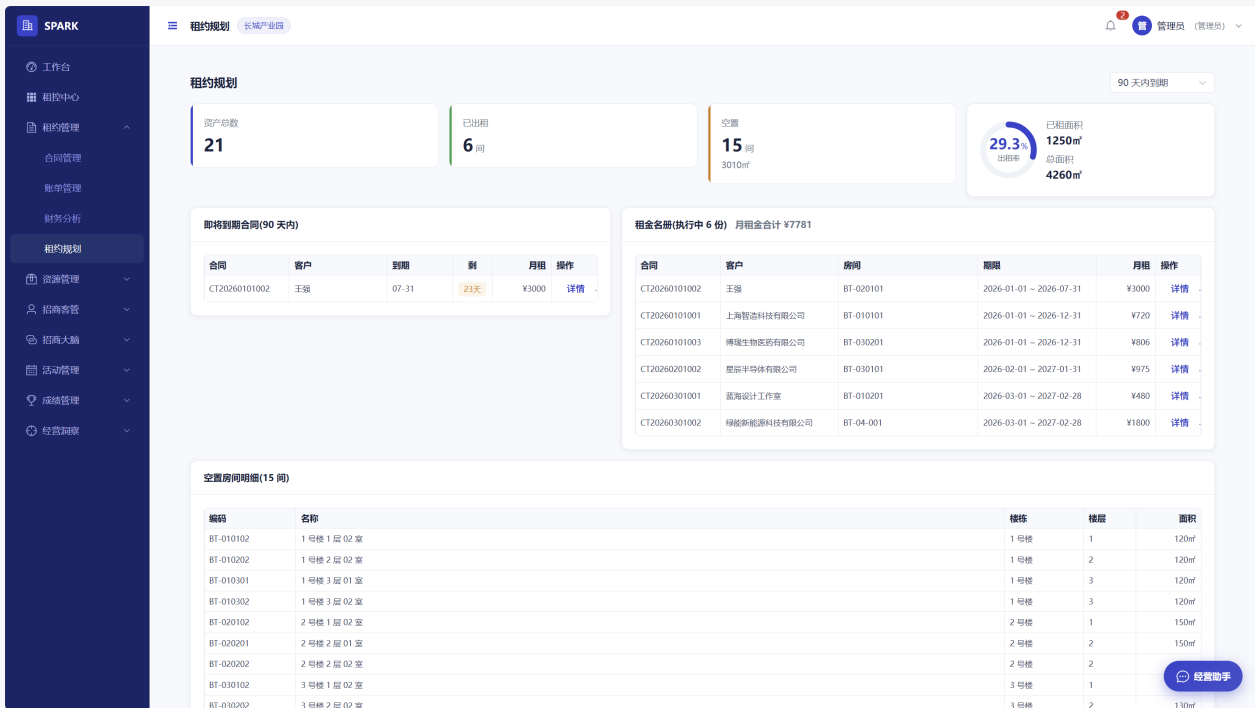 SPARK
工作台
租控中心
租约管理
合同管理
账单管理
财务分析
租约规划
资源管理
招商客管
招商大脑
活动管理
成绩管理
经营洞察
租约规划 长城产业园
2 管 管理员 (管理员)
租约规划
90 天内到期
资产总数
21
已出租
6 间
空置
15 间
3010㎡
29.3%
出租率
已租面积
1250㎡
总面积
4260㎡
即将到期合同(90 天内)
合同 客户 到期 剩 月租 操作
CT20260101002 王强 07-31 23天 ¥3000 详情
租金名册(执行中 6 份) 月租金合计 ¥7781
合同 客户 房间 期限 月租 操作
CT20260101002 王强 BT-020101 2026-01-01 ~ 2026-07-31 ¥3000 详情
CT20260101001 上海智造科技有限公司 BT-010101 2026-01-01 ~ 2026-12-31 ¥720 详情
CT20260101003 博瑞生物医药有限公司 BT-030201 2026-01-01 ~ 2026-12-31 ¥806 详情
CT20260201002 星辰半导体有限公司 BT-030101 2026-02-01 ~ 2027-01-31 ¥975 详情
CT20260301001 蓝海设计工作室 BT-010201 2026-03-01 ~ 2027-02-28 ¥480 详情
CT20260301002 绿能新能源科技有限公司 BT-04-001 2026-03-01 ~ 2027-02-28 ¥1800 详情
空置房间明细(15 间)
编码 名称 楼栋 楼层 面积
BT-010102 1 号楼 1 层 02 室 1 号楼 1 120㎡
BT-010202 1 号楼 2 层 02 室 1 号楼 2 120㎡
BT-010301 1 号楼 3 层 01 室 1 号楼 3 120㎡
BT-010302 1 号楼 3 层 02 室 1 号楼 3 120㎡
BT-020102 2 号楼 1 层 02 室 2 号楼 1 150㎡
BT-020201 2 号楼 2 层 01 室 2 号楼 2 150㎡
BT-020202 2 号楼 2 层 02 室 2 号楼 2
BT-030102 3 号楼 1 层 02 室 3 号楼 1
BT-030202 3 号楼 2 层 02 室 3 号楼 2 130㎡
经营助手